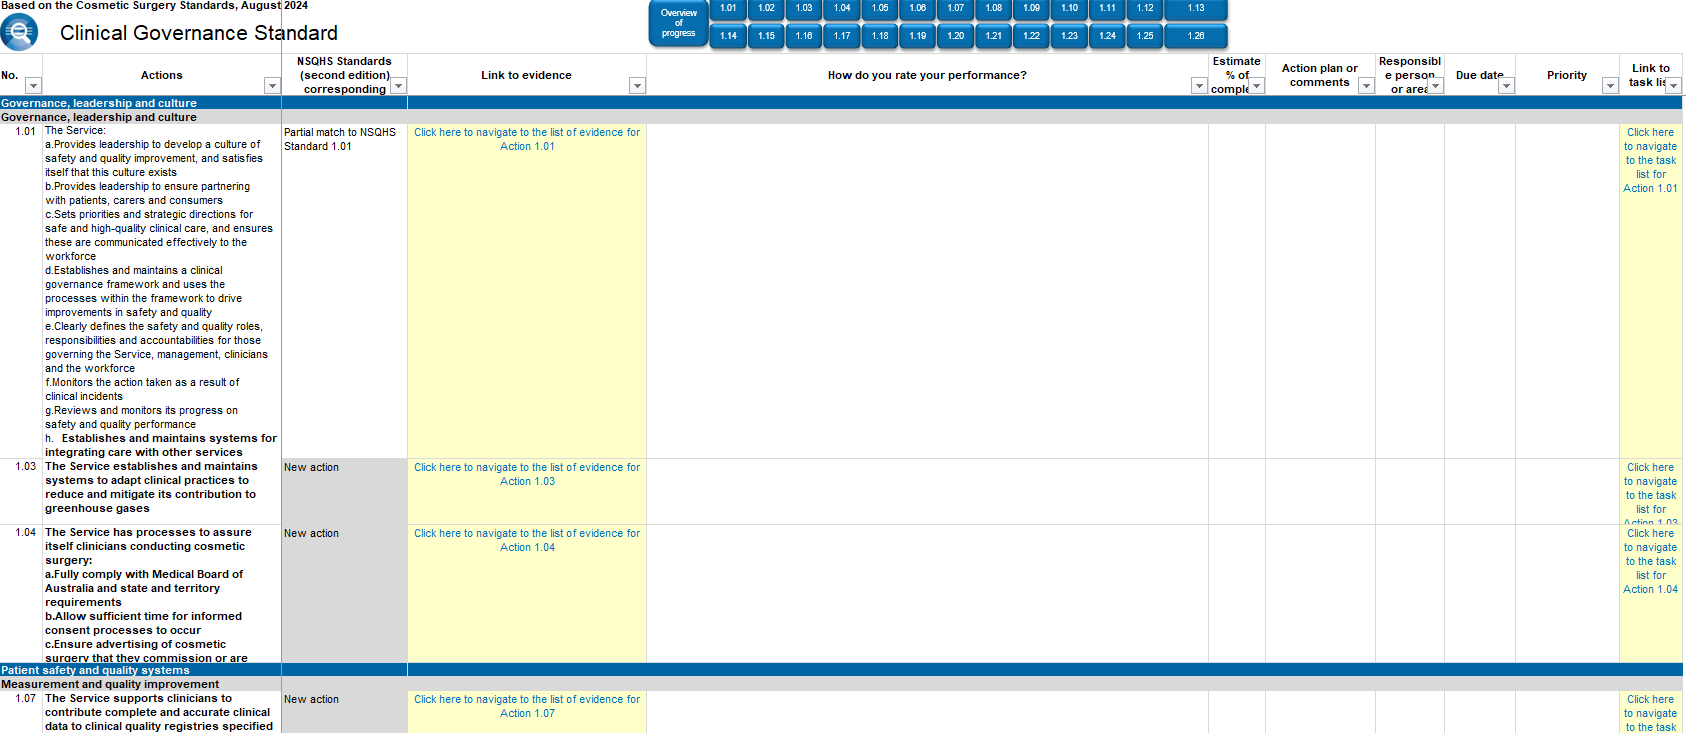 Based on the Cosmetic Surgery Standards, August 2024
Clinical Governance Standard
Overview
of
progress
1.01 1.02 1.03 1.04 1.05 1.06 1.07 1.08 1.09 1.10 1.11 1.12 1.13
1.14 1.15 1.16 1.17 1.18 1.19 1.20 1.21 1.22 1.23 1.24 1.25 1.26
No.
Actions
NSQHS Standards
(second edition)
corresponding
Link to evidence
How do you rate your performance?
Estimate
% of
comple
Action plan or
comments
Responsibl
e person
or area
Due date
Priority
Link to
task lis
Governance, leadership and culture
Governance, leadership and culture
1.01
The Service:
a.Provides leadership to develop a culture of
safety and quality improvement, and satisfies
itself that this culture exists
b.Provides leadership to ensure partnering
with patients, carers and consumers
c.Sets priorities and strategic directions for
safe and high-quality clinical care, and ensures
these are communicated effectively to the
workforce
d.Establishes and maintains a clinical
governance framework and uses the
processes within the framework to drive
improvements in safety and quality
e.Clearly defines the safety and quality roles,
responsibilities and accountabilities for those
governing the Service, management, clinicians
and the workforce
f.Monitors the action taken as a result of
clinical incidents
g.Reviews and monitors its progress on
safety and quality performance
h. Establishes and maintains systems for
integrating care with other services
Partial match to NSQHS
Standard 1.01
Click here to navigate to the list of evidence for
Action 1.01
Click here
to navigate
to the task
list for
Action 1.01
1.03
The Service establishes and maintains
systems to adapt clinical practices to
reduce and mitigate its contribution to
greenhouse gases
New action
Click here to navigate to the list of evidence for
Action 1.03
Click here
to navigate
to the task
list for
Action 1.03
1.04
The Service has processes to assure
itself clinicians conducting cosmetic
surgery:
a.Fully comply with Medical Board of
Australia and state and territory
requirements
b.Allow sufficient time for informed
consent processes to occur
c.Ensure advertising of cosmetic
surgery that they commission or are
New action
Click here to navigate to the list of evidence for
Action 1.04
Click here
to navigate
to the task
list for
Action 1.04
Patient safety and quality systems
Measurement and quality improvement
1.07
The Service supports clinicians to
contribute complete and accurate clinical
data to clinical quality registries specified
New action
Click here to navigate to the list of evidence for
Action 1.07
Click here
to navigate
to the task